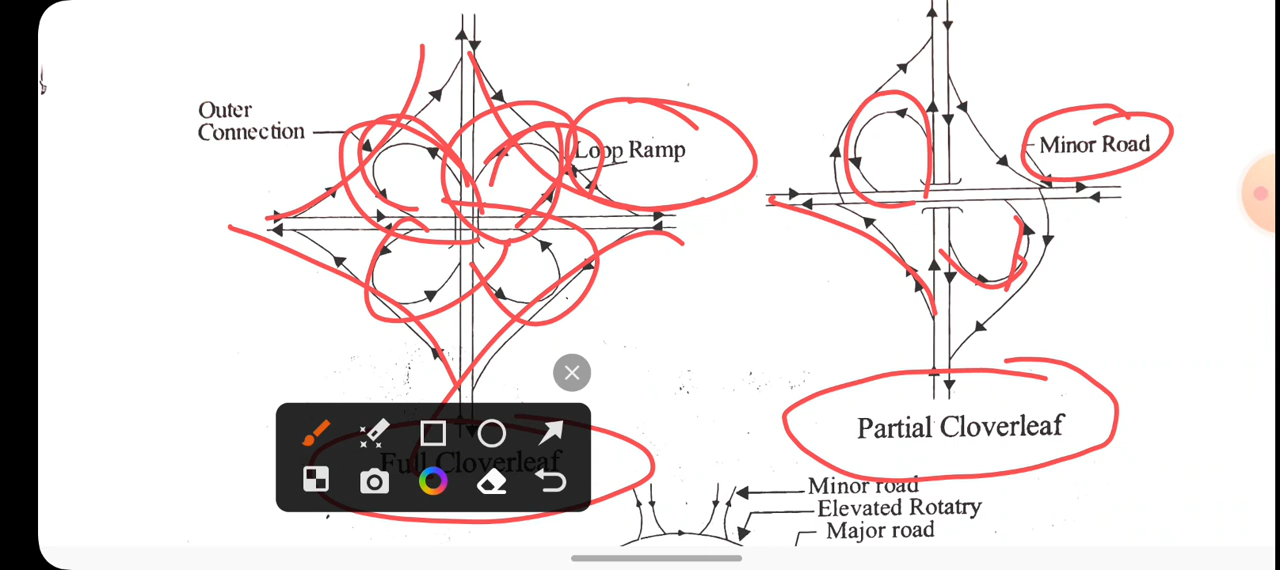 Outer
Connection
Loop Ramp
Minor Road
Full Cloverleaf
Partial Cloverleaf
Minor road
Elevated Rotatry
Major road